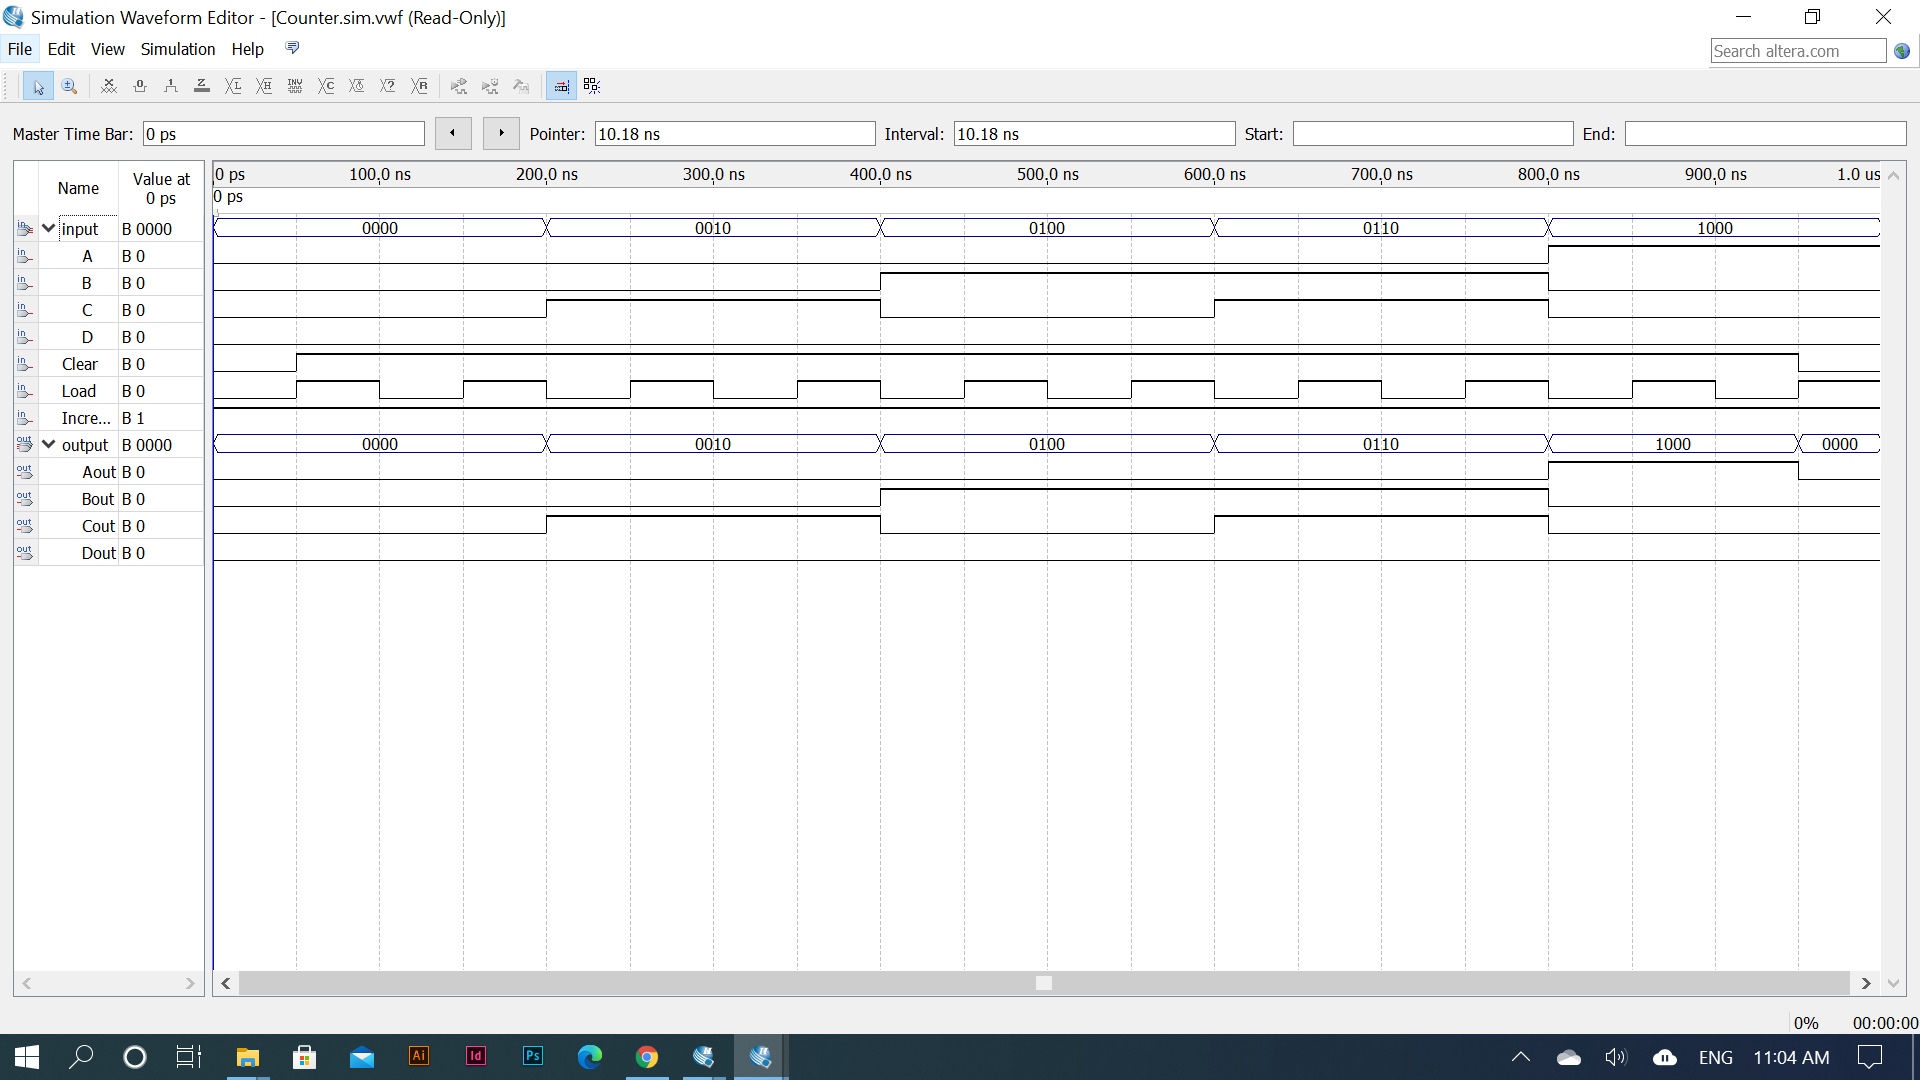 Simulation Waveform Editor - [Counter.sim.vwf (Read-Only)]
File Edit View Simulation Help
Search altera.com
Master Time Bar: 0 ps Pointer: 10.18 ns Interval: 10.18 ns Start: End:
Name Value at 0 ps
0 ps 100.0 ns 200.0 ns 300.0 ns 400.0 ns 500.0 ns 600.0 ns 700.0 ns 800.0 ns 900.0 ns 1.0 us
0 ps
input B 0000 0000 0010 0100 0110 1000
A B 0
B B 0
C B 0
D B 0
Clear B 0
Load B 0
Incre... B 1
output B 0000 0000 0010 0100 0110 1000 0000
Aout B 0
Bout B 0
Cout B 0
Dout B 0
0% 00:00:00
Ai Id Ps ENG 11:04 AM